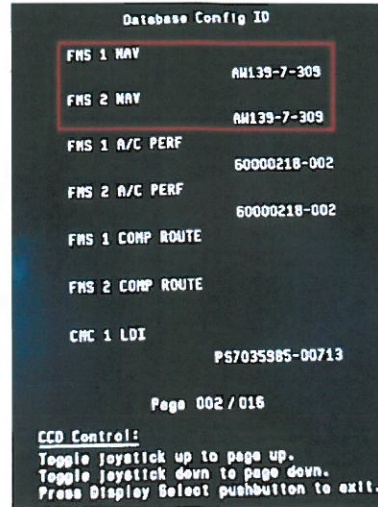 Database Config ID
FMS 1 NAV
AW139-7-309
FMS 2 NAV
AW139-7-309
FMS 1 A/C PERF
60000218-002
FMS 2 A/C PERF
60000218-002
FMS 1 COMP ROUTE
FMS 2 COMP ROUTE
CMC 1 LDI
PS7035985-00713
Page 002/016
CCD Control:
Toggle joystick up to page up.
Toggle joystick down to page down.
Press Display Select pushbutton to exit.